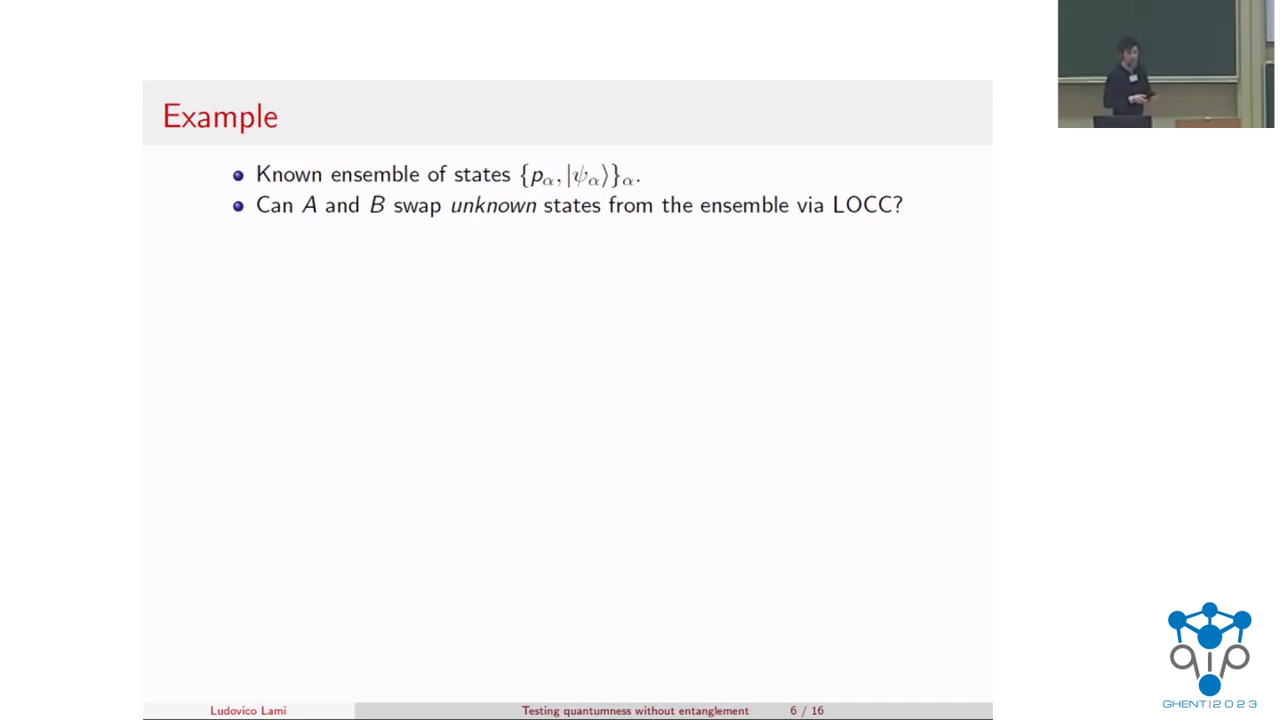 Example
Known ensemble of states {p_α, |ψ_α⟩}_α.
Can A and B swap unknown states from the ensemble via LOCC?
Ludovico Lami
Testing quantumness without entanglement
6 / 16
qip
GHENT|2023